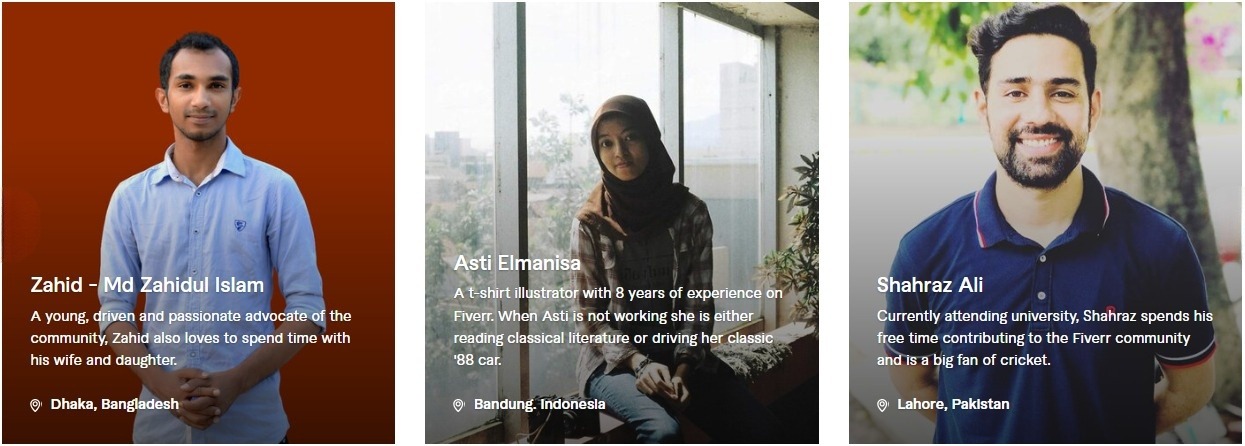 Zahid - Md Zahidul Islam
A young, driven and passionate advocate of the
community, Zahid also loves to spend time with
his wife and daughter.
Dhaka, Bangladesh
Asti Elmanisa
A t-shirt illustrator with 8 years of experience on
Fiverr. When Asti is not working she is either
reading classical literature or driving her classic
'88 car.
Bandung. Indonesia
Shahraz Ali
Currently attending university, Shahraz spends his
free time contributing to the Fiverr community
and is a big fan of cricket.
Lahore, Pakistan